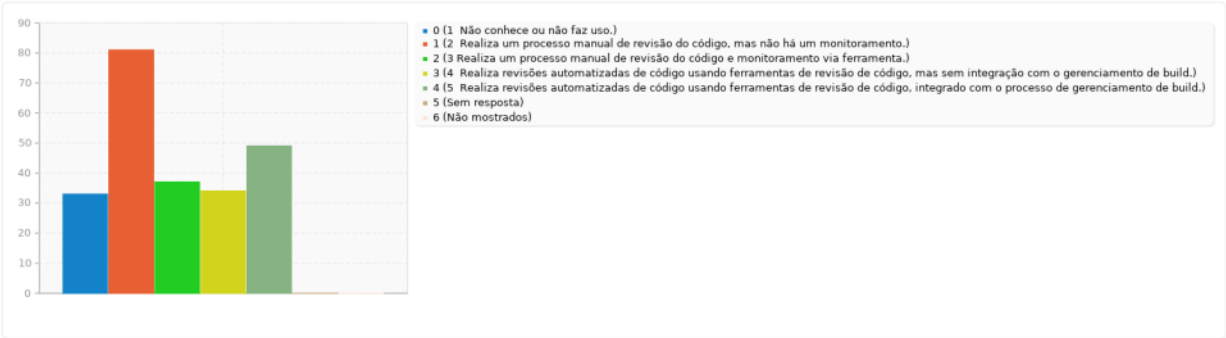 90
80
70
60
50
40
30
20
10
0
0 (1  Não conhece ou não faz uso.)
1 (2  Realiza um processo manual de revisão do código, mas não há um monitoramento.)
2 (3 Realiza um processo manual de revisão do código e monitoramento via ferramenta.)
3 (4  Realiza revisões automatizadas de código usando ferramentas de revisão de código, mas sem integração com o gerenciamento de build.)
4 (5  Realiza revisões automatizadas de código usando ferramentas de revisão de código, integrado com o processo de gerenciamento de build.)
5 (Sem resposta)
6 (Não mostrados)